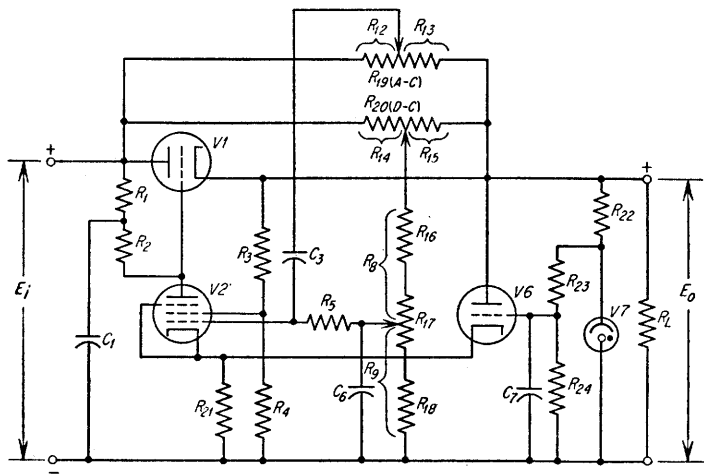 R12 R13
R19(A-C)
R20(D-C)
R14 R15
+ V1 +
R1
R2
R3
C3
R8
R16
R22
Ei
V2
R5
R17
V6
R23
V7
Eo
RL
C1
R21
R4
C6
R9
R18
C7
R24
−